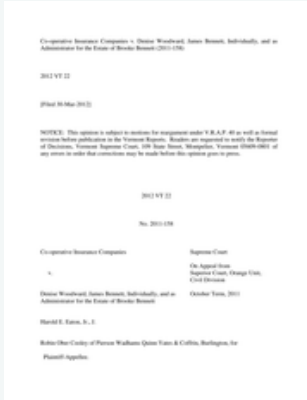 Co-operative Insurance Companies v. Denise Woodward, James Bennett, Individually, and as
Administrator for the Estate of Brooke Bennett (2011-158)
2012 VT 22
[Filed 30-Mar-2012]
NOTICE: This opinion is subject to motions for reargument under V.R.A.P. 40 as well as formal
revision before publication in the Vermont Reports. Readers are requested to notify the Reporter
of Decisions, Vermont Supreme Court, 109 State Street, Montpelier, Vermont 05609-0801 of
any errors in order that corrections may be made before this opinion goes to press.
2012 VT 22
No. 2011-158
Co-operative Insurance Companies
Supreme Court
On Appeal from
v.
Superior Court, Orange Unit,
Civil Division
Denise Woodward, James Bennett, Individually, and as
October Term, 2011
Administrator for the Estate of Brooke Bennett
Harold E. Eaton, Jr., J.
Robin Ober Cooley of Pierson Wadhams Quinn Yates & Coffrin, Burlington, for
Plaintiff-Appellee.